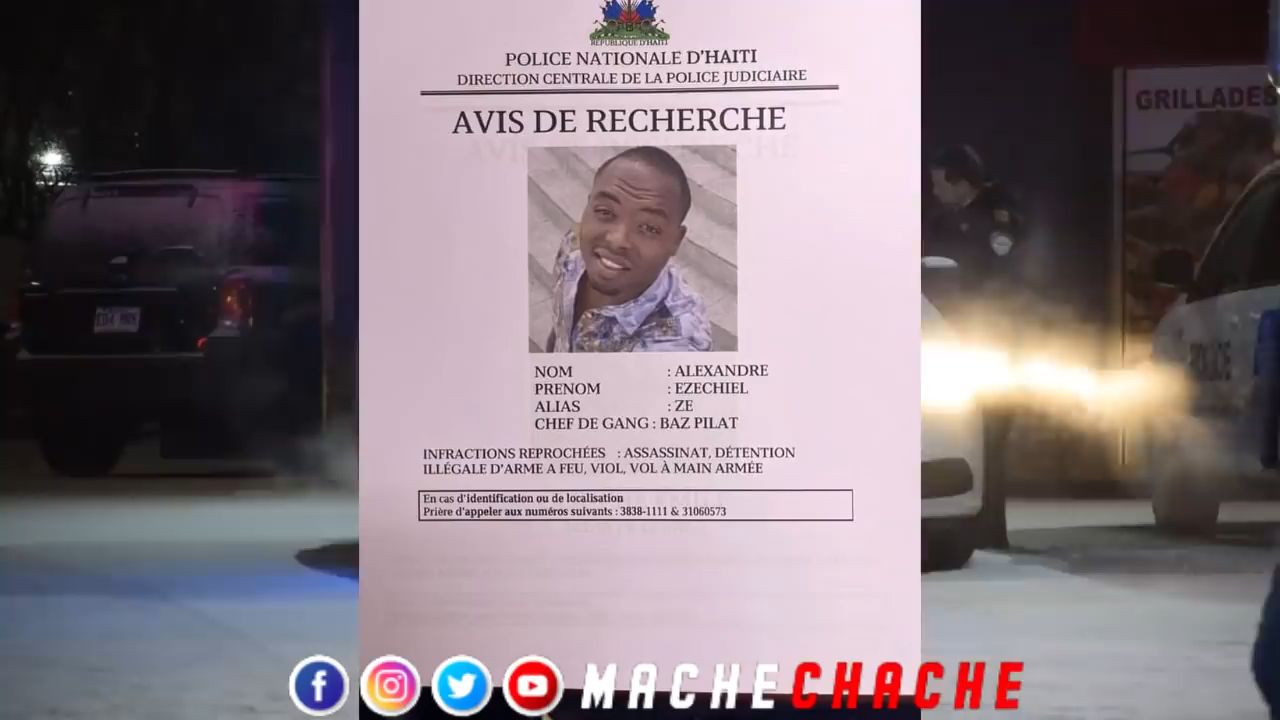 REPUBLIQUE D'HAITI
POLICE NATIONALE D'HAITI
DIRECTION CENTRALE DE LA POLICE JUDICIAIRE
AVIS DE RECHERCHE
NOM : ALEXANDRE
PRENOM : EZECHIEL
ALIAS : ZE
CHEF DE GANG : BAZ PILAT
INFRACTIONS REPROCHÉES : ASSASSINAT, DÉTENTION
ILLÉGALE D'ARME A FEU, VIOL, VOL À MAIN ARMÉE
En cas d'identification ou de localisation
Prière d'appeler aux numéros suivants : 3838-1111 & 31060573
GRILLADES
MACHECHACHE